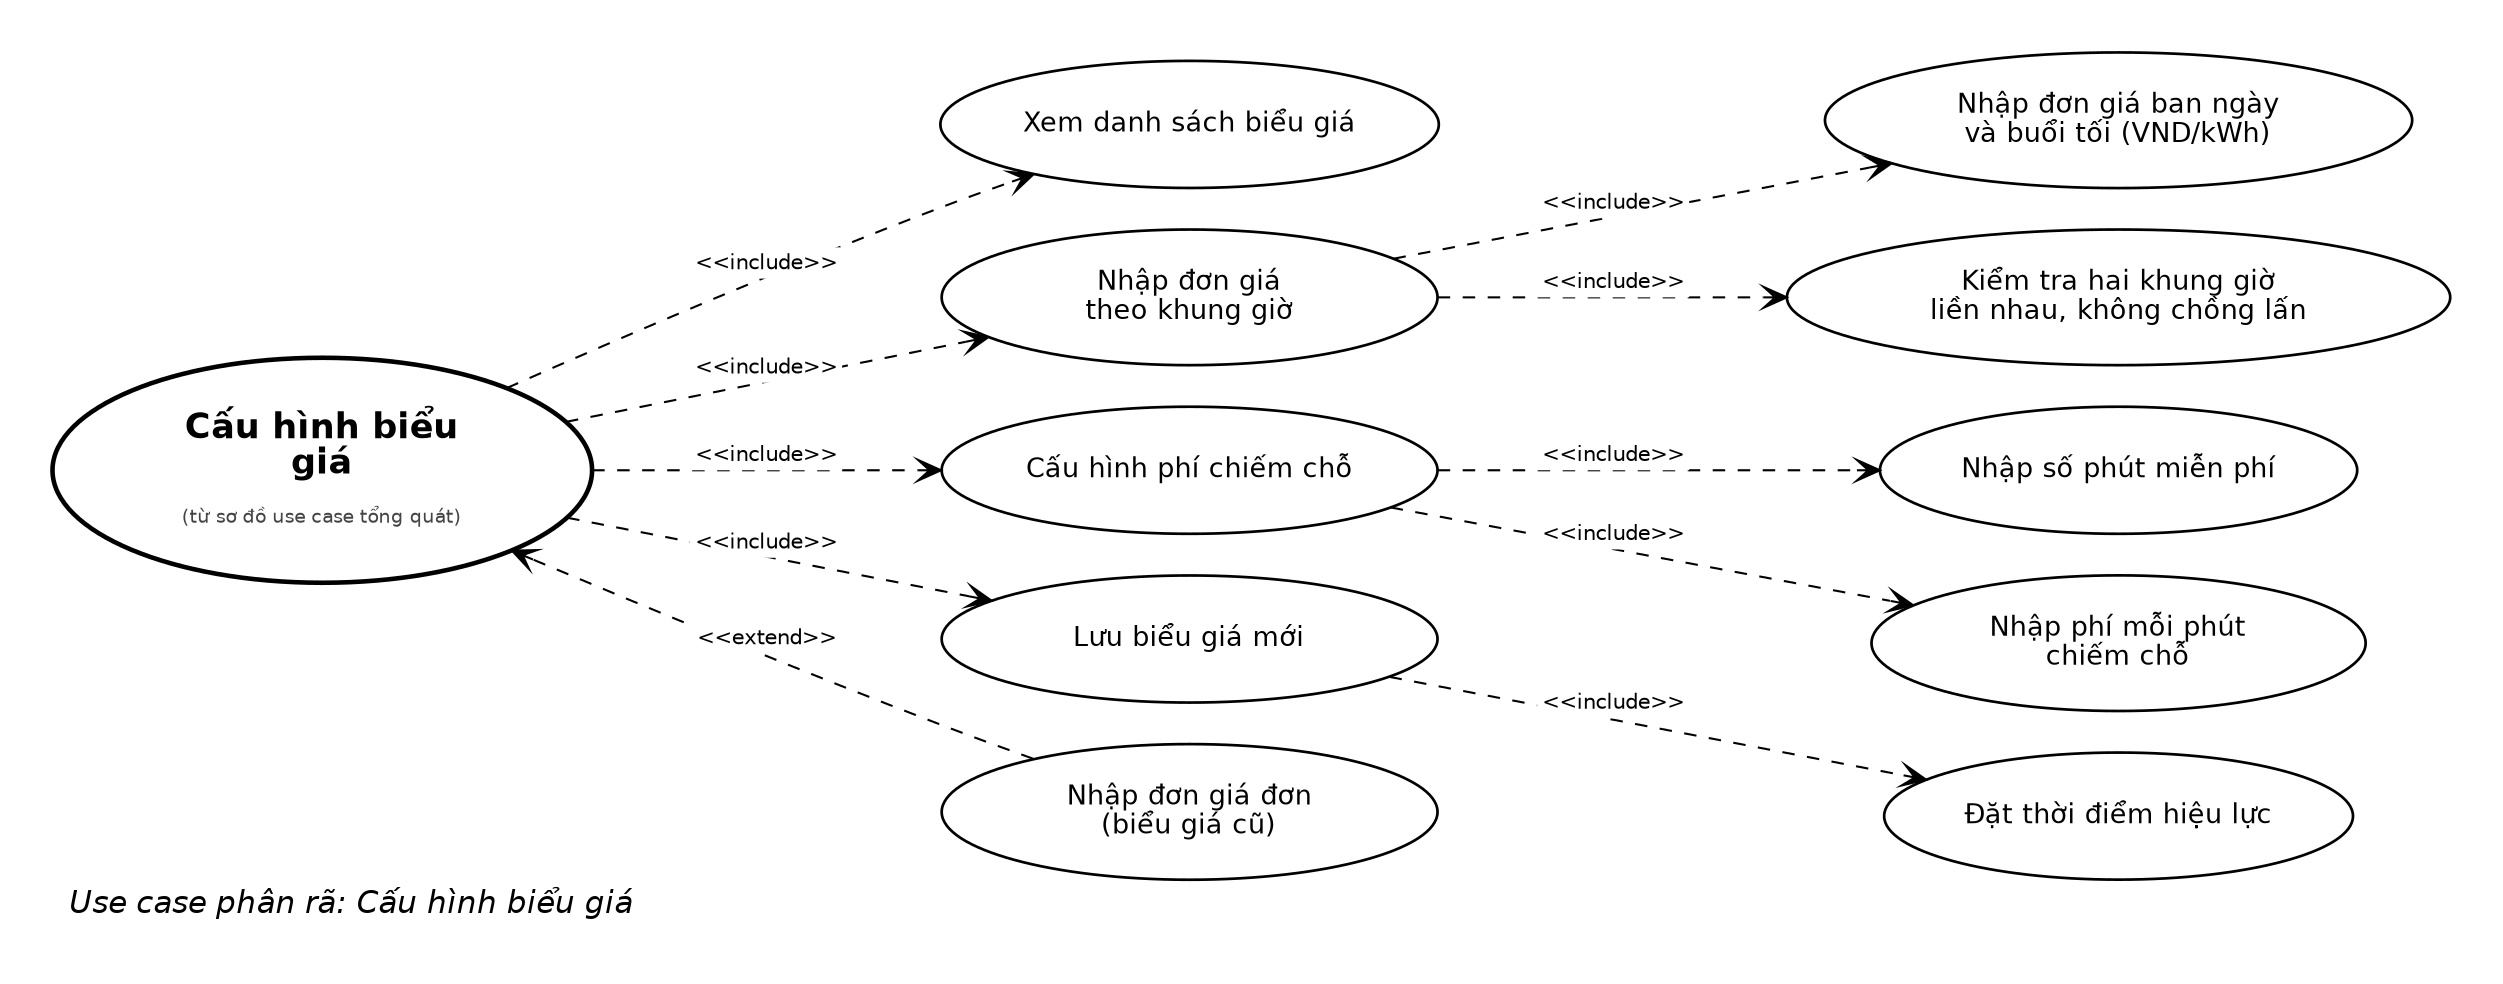 Cấu hình biểu
giá
(từ sơ đồ use case tổng quát)
<<include>>
<<include>>
<<include>>
<<include>>
<<extend>>
Xem danh sách biểu giá
Nhập đơn giá
theo khung giờ
Cấu hình phí chiếm chỗ
Lưu biểu giá mới
Nhập đơn giá đơn
(biểu giá cũ)
<<include>>
<<include>>
<<include>>
<<include>>
<<include>>
Nhập đơn giá ban ngày
và buổi tối (VND/kWh)
Kiểm tra hai khung giờ
liền nhau, không chồng lấn
Nhập số phút miễn phí
Nhập phí mỗi phút
chiếm chỗ
Đặt thời điểm hiệu lực
Use case phân rã: Cấu hình biểu giá